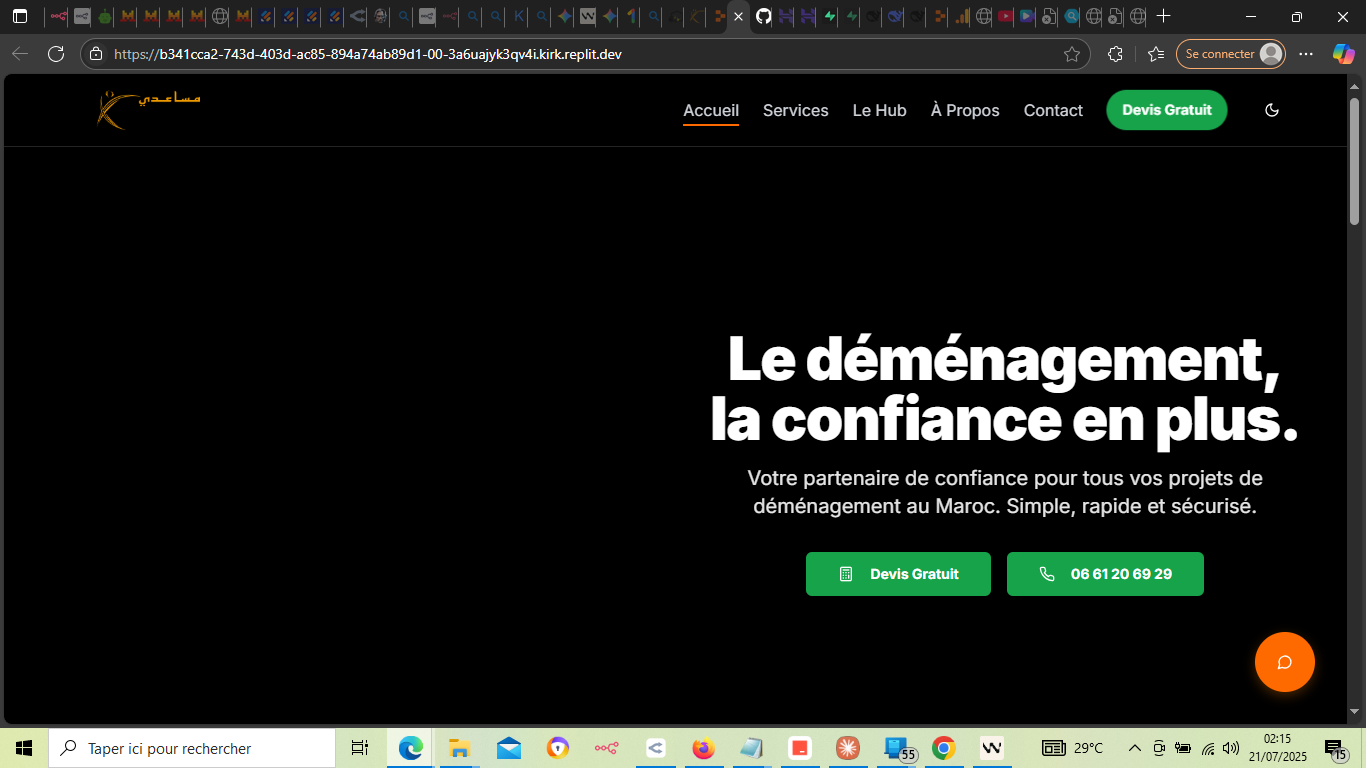 Se connecter
https://b341cca2-743d-403d-ac85-894a74ab89d1-00-3a6uajyk3qv4i.kirk.replit.dev
مساعدي
Accueil Services Le Hub À Propos Contact Devis Gratuit
Le déménagement,
la confiance en plus.
Votre partenaire de confiance pour tous vos projets de
déménagement au Maroc. Simple, rapide et sécurisé.
Devis Gratuit 06 61 20 69 29
Taper ici pour rechercher
55
29°C
02:15
21/07/2025
15